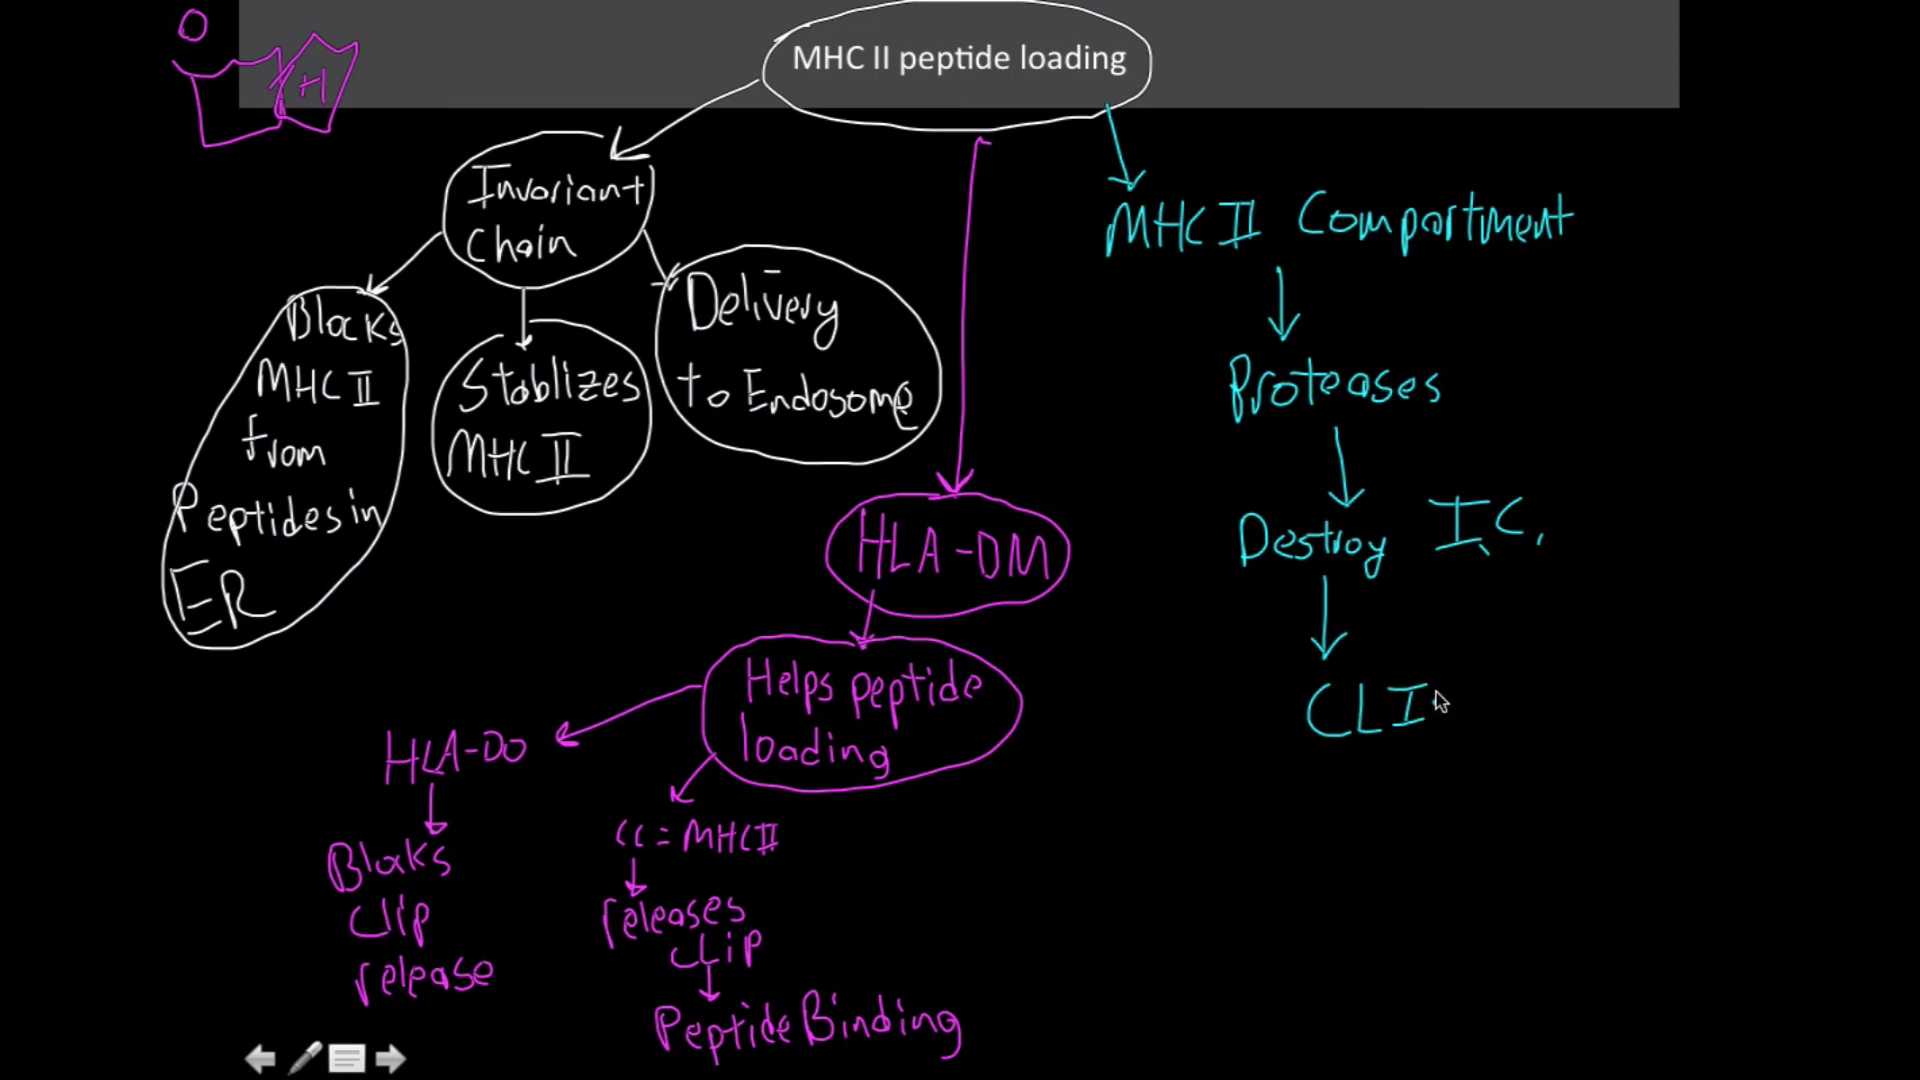 O
H
MHC II peptide loading
Invariant
Chain
Blocks
MHC II
from
Peptides in
ER
Stablizes
MHC II
Delivery
to Endosome
HLA-DM
Helps peptide
loading
HLA-DO
Blocks
Clip
release
CC = MHCII
releases
CLiP
Peptide Binding
MHC II Compartment
Proteases
Destroy I.C.
CLI